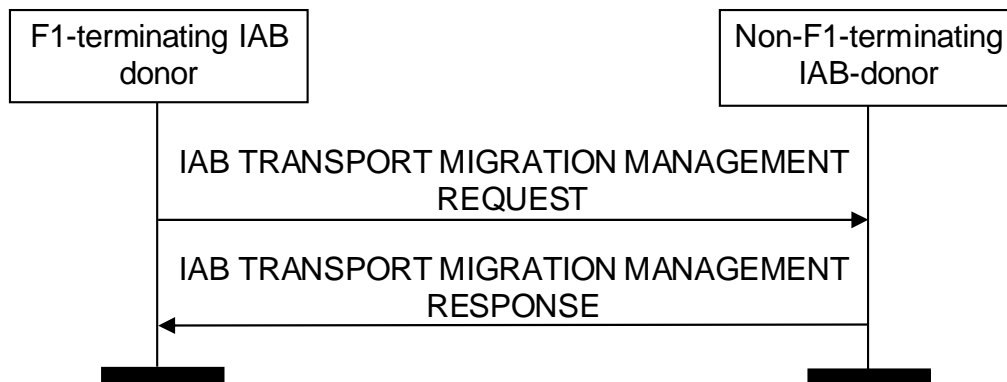 F1-terminating IAB
donor
Non-F1-terminating
IAB-donor
IAB TRANSPORT MIGRATION MANAGEMENT
REQUEST
IAB TRANSPORT MIGRATION MANAGEMENT
RESPONSE